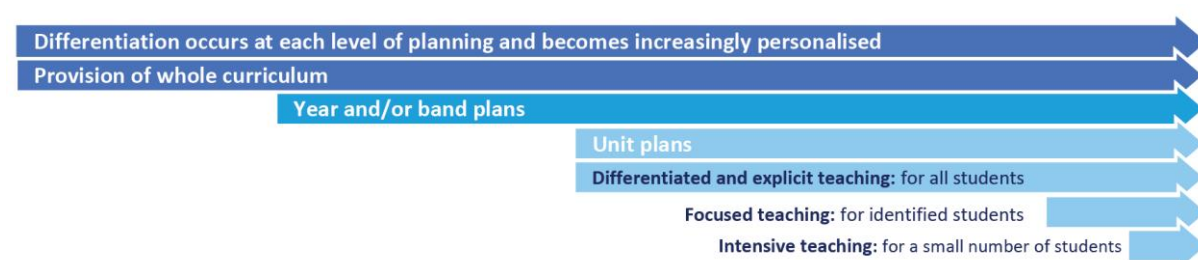 Differentiation occurs at each level of planning and becomes increasingly personalised
Provision of whole curriculum
Year and/or band plans
Unit plans
Differentiated and explicit teaching: for all students
Focused teaching: for identified students
Intensive teaching: for a small number of students